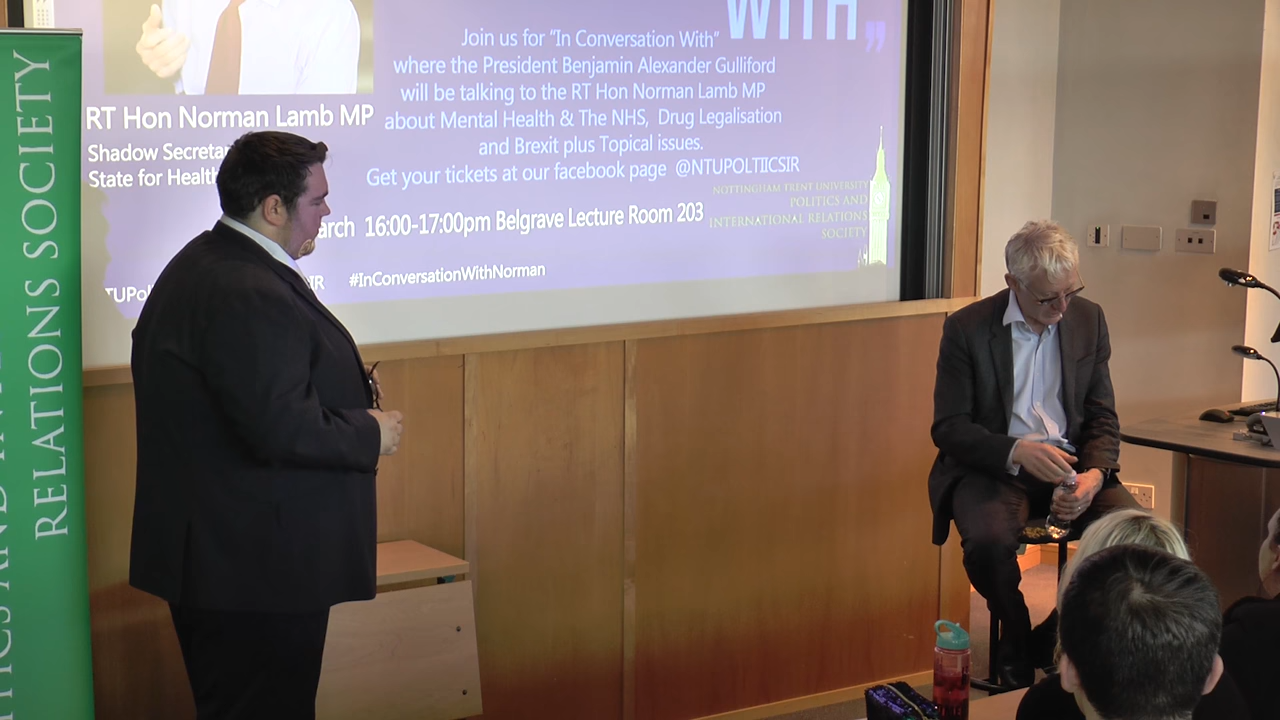 RELATIONS SOCIETY
WITH"
Join us for "In Conversation With"
where the President Benjamin Alexander Gulliford
will be talking to the RT Hon Norman Lamb MP
about Mental Health & The NHS, Drug Legalisation
and Brexit plus Topical issues.
Get your tickets at our facebook page @NTUPOLTIICSIR
RT Hon Norman Lamb MP
Shadow
State for Health
16:00-17:00pm Belgrave Lecture Room 203
#InConversationWithNorman
NOTTINGHAM TRENT UNIVERSITY
POLITICS AND
INTERNATIONAL RELATIONS
SOCIETY